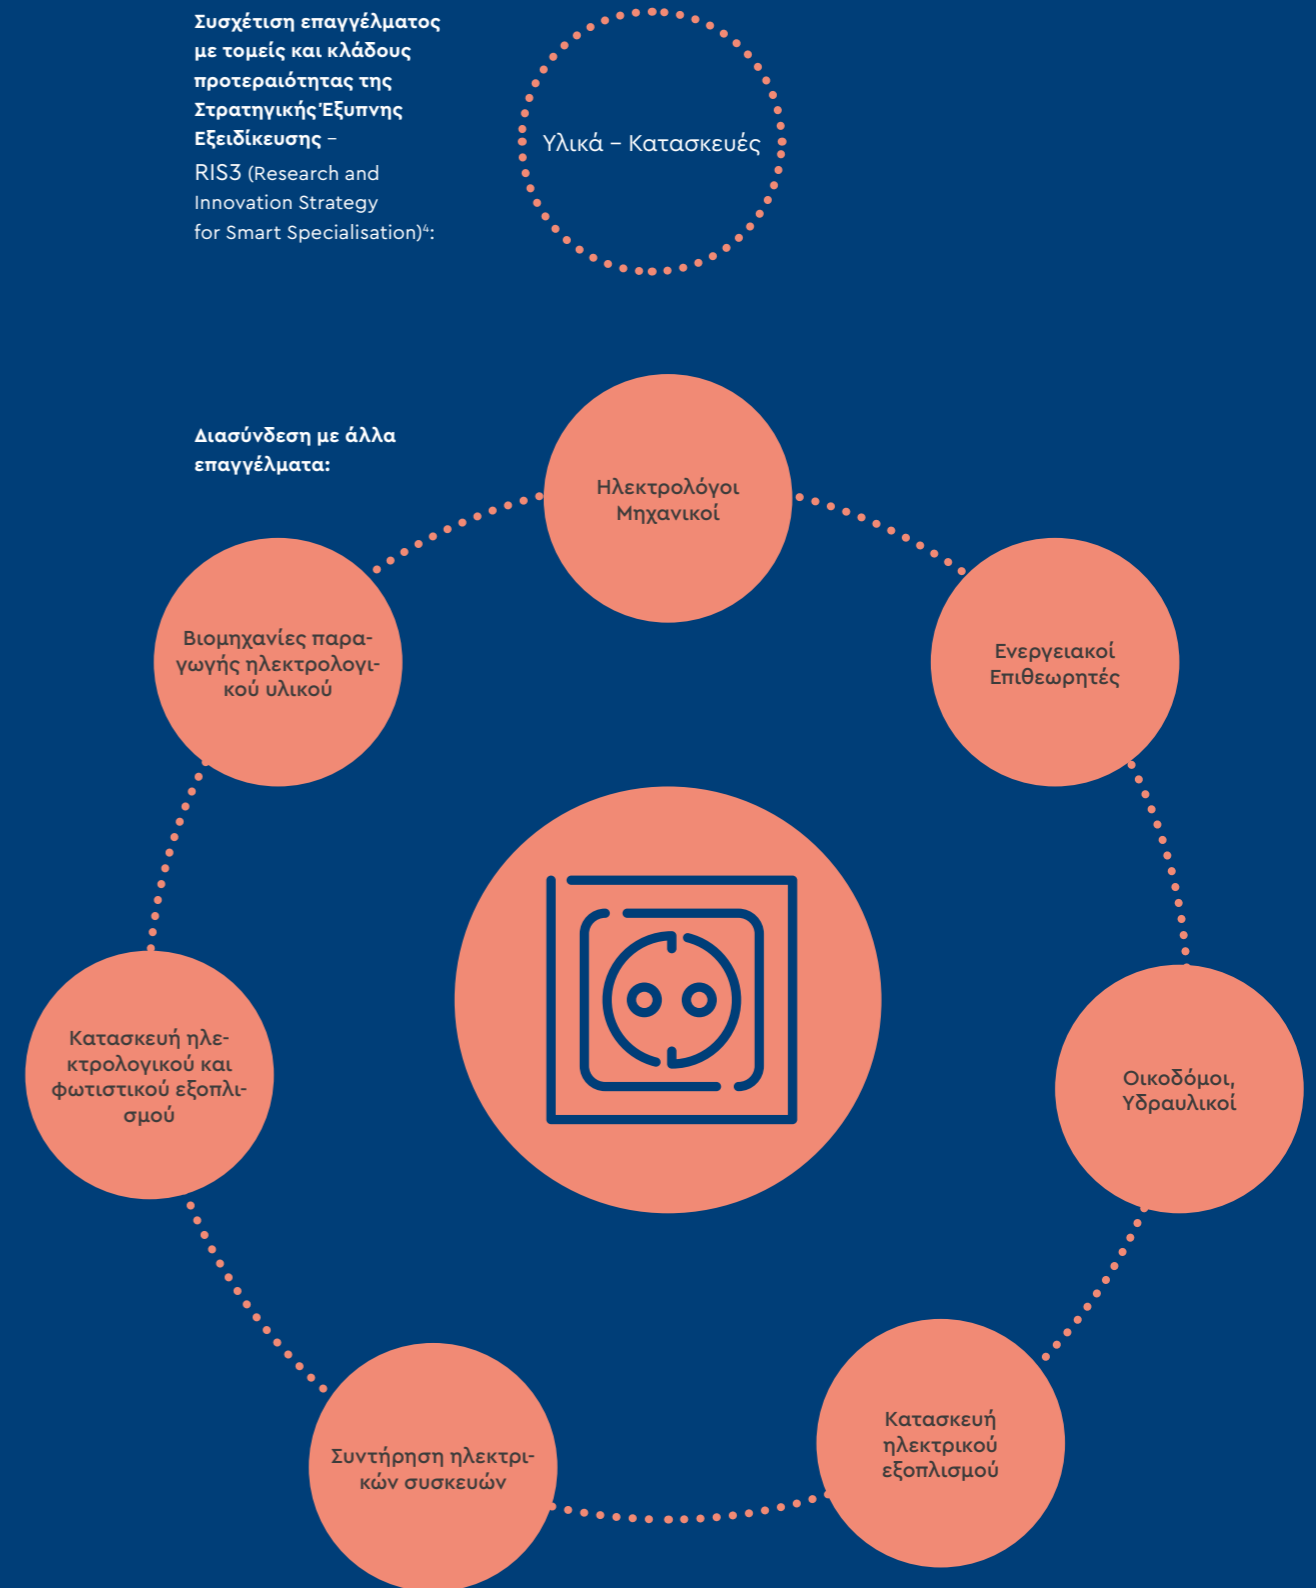 Συσχέτιση επαγγέλματος
με τομείς και κλάδους
προτεραιότητας της
Στρατηγικής Έξυπνης
Εξειδίκευσης –
RIS3 (Research and
Innovation Strategy
for Smart Specialisation)⁴:
Υλικά – Κατασκευές
Διασύνδεση με άλλα
επαγγέλματα:
Ηλεκτρολόγοι
Μηχανικοί
Βιομηχανίες παρα-
γωγής ηλεκτρολογι-
κού υλικού
Ενεργειακοί
Επιθεωρητές
Κατασκευή ηλε-
κτρολογικού και
φωτιστικού εξοπλι-
σμού
Οικοδόμοι,
Υδραυλικοί
Συντήρηση ηλεκτρι-
κών συσκευών
Κατασκευή
ηλεκτρικού
εξοπλισμού